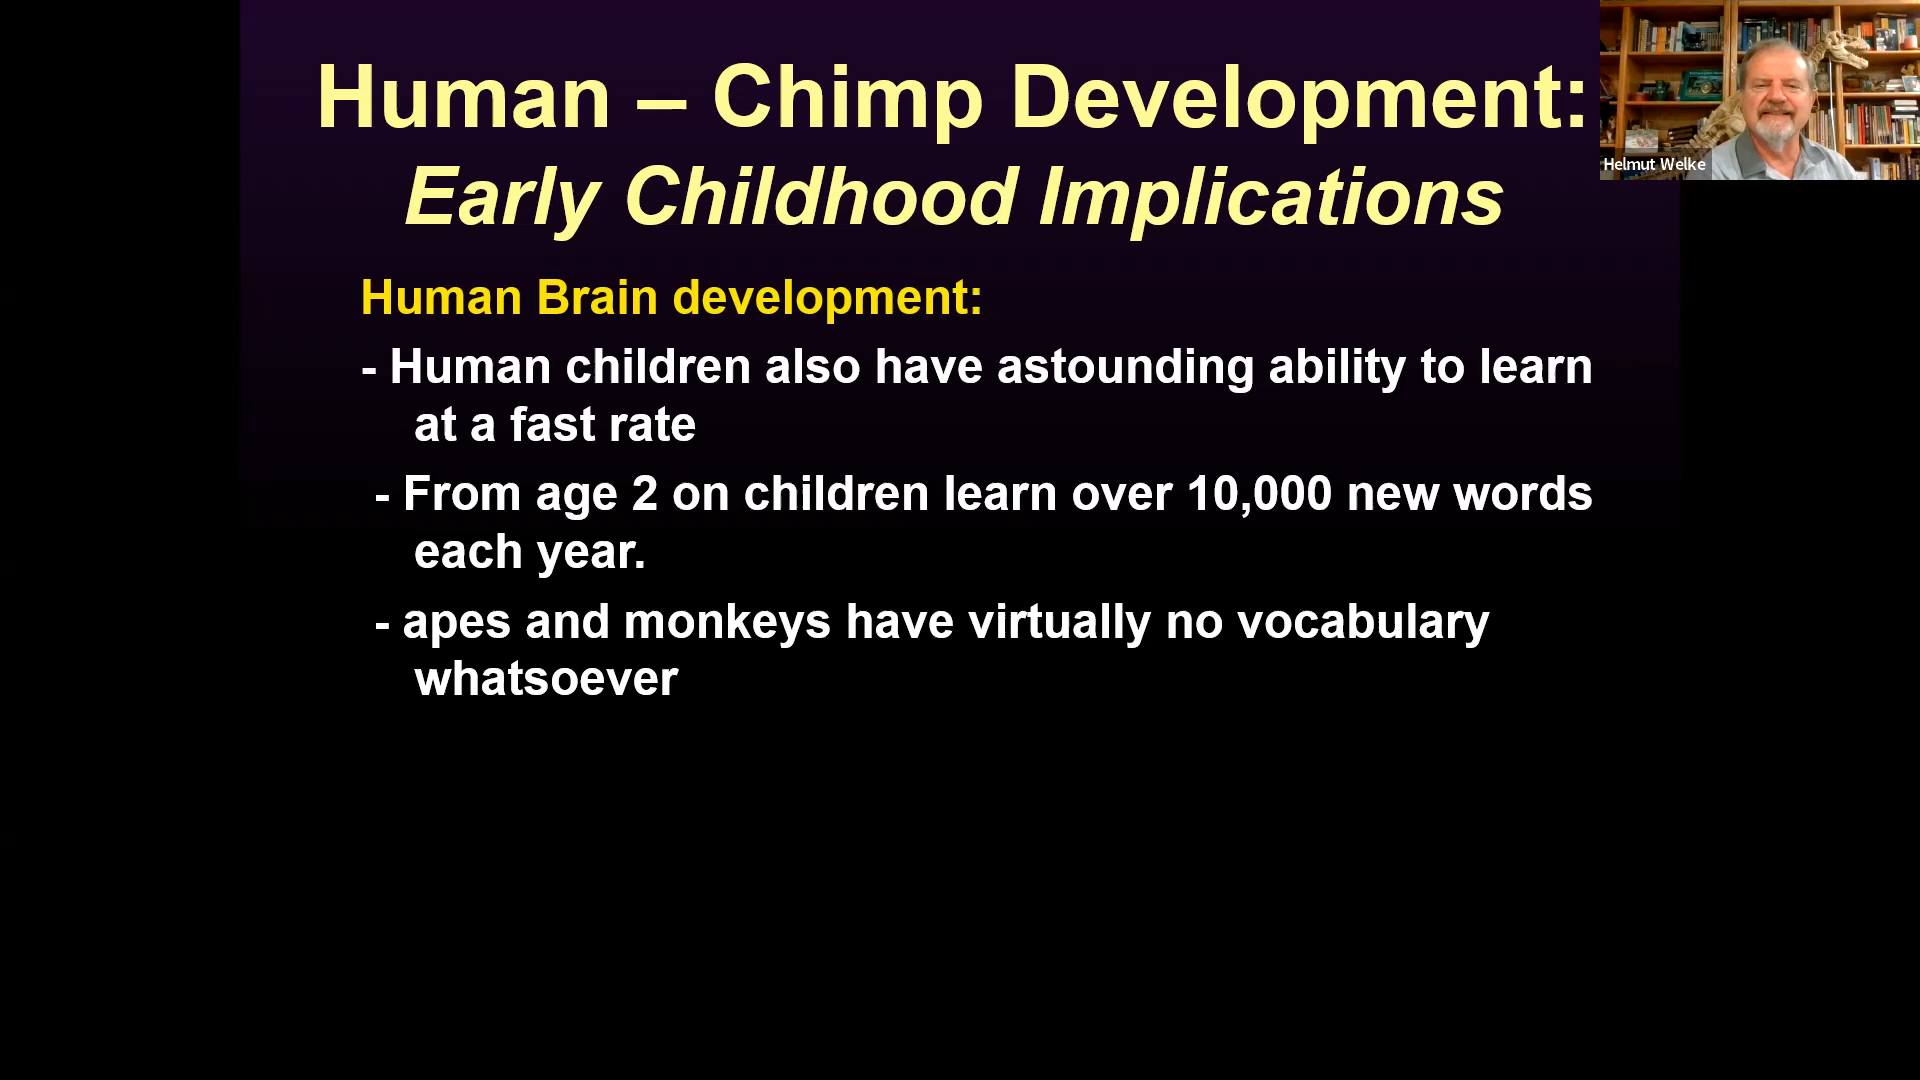 Human – Chimp Development:
Early Childhood Implications
Helmut Welke
Human Brain development:
- Human children also have astounding ability to learn
at a fast rate
- From age 2 on children learn over 10,000 new words
each year.
- apes and monkeys have virtually no vocabulary
whatsoever